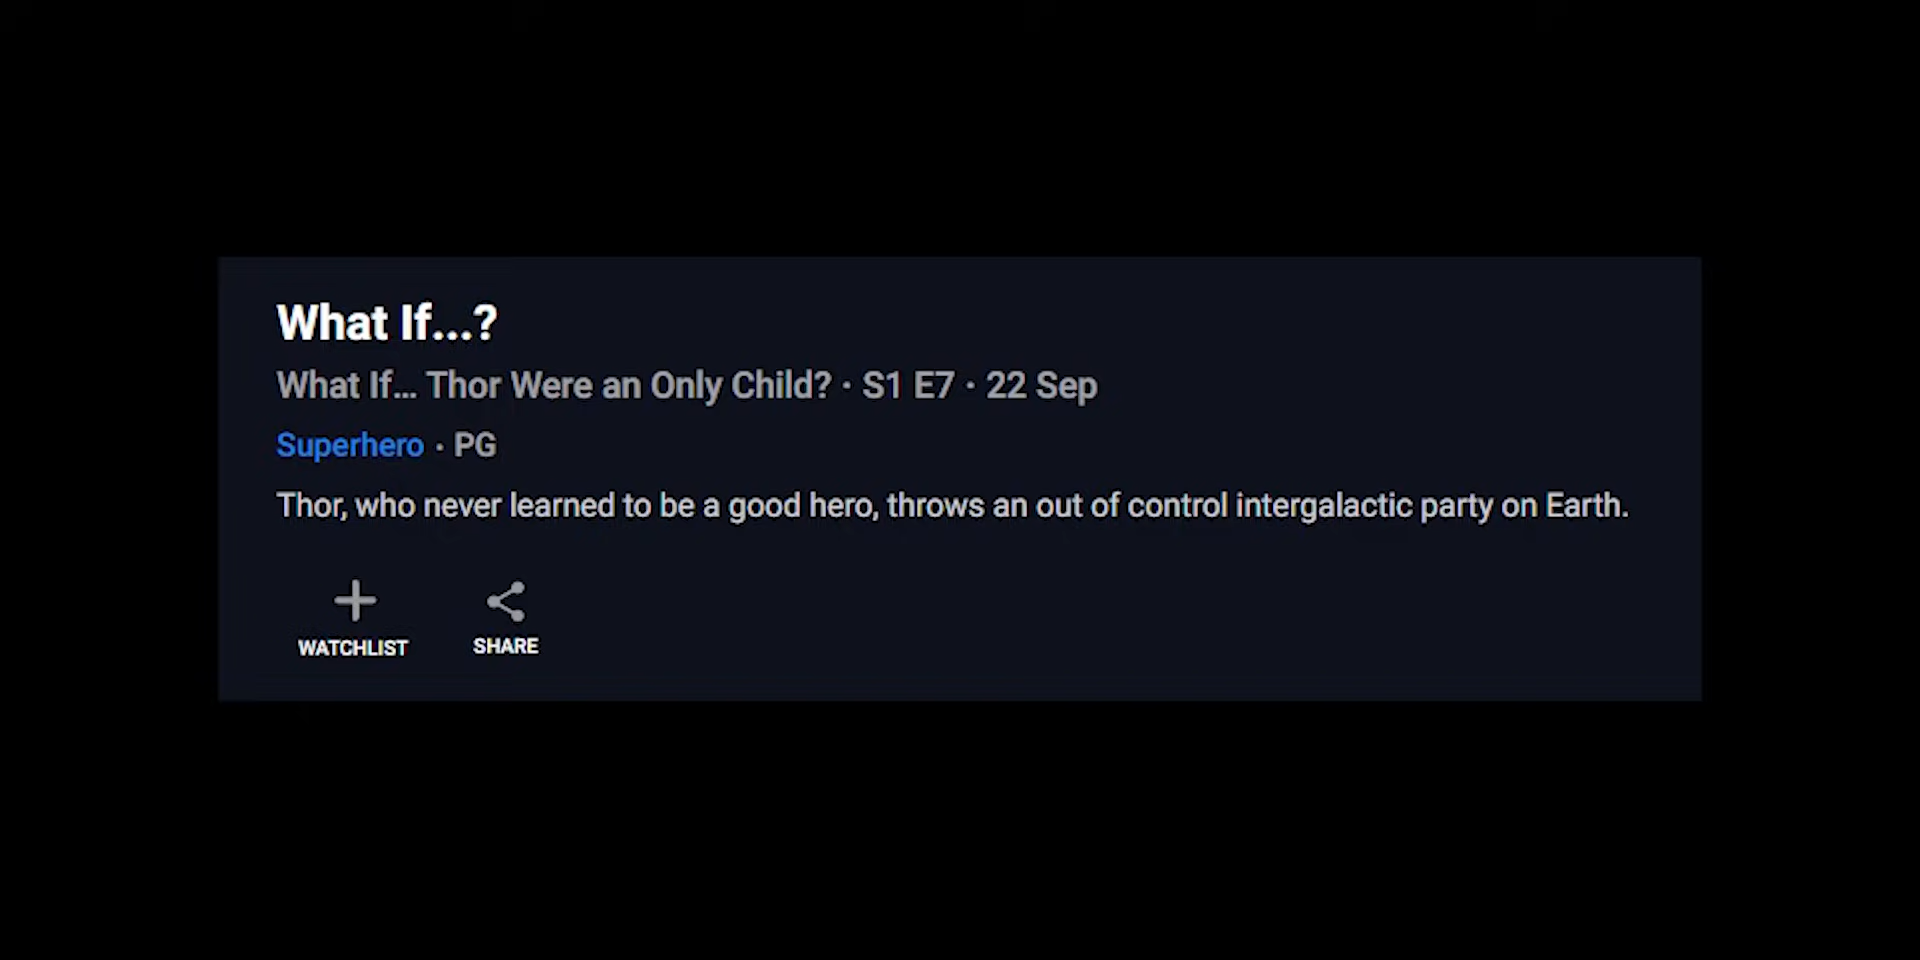 What If...?
What If... Thor Were an Only Child? · S1 E7 · 22 Sep
Superhero · PG
Thor, who never learned to be a good hero, throws an out of control intergalactic party on Earth.
WATCHLIST
SHARE